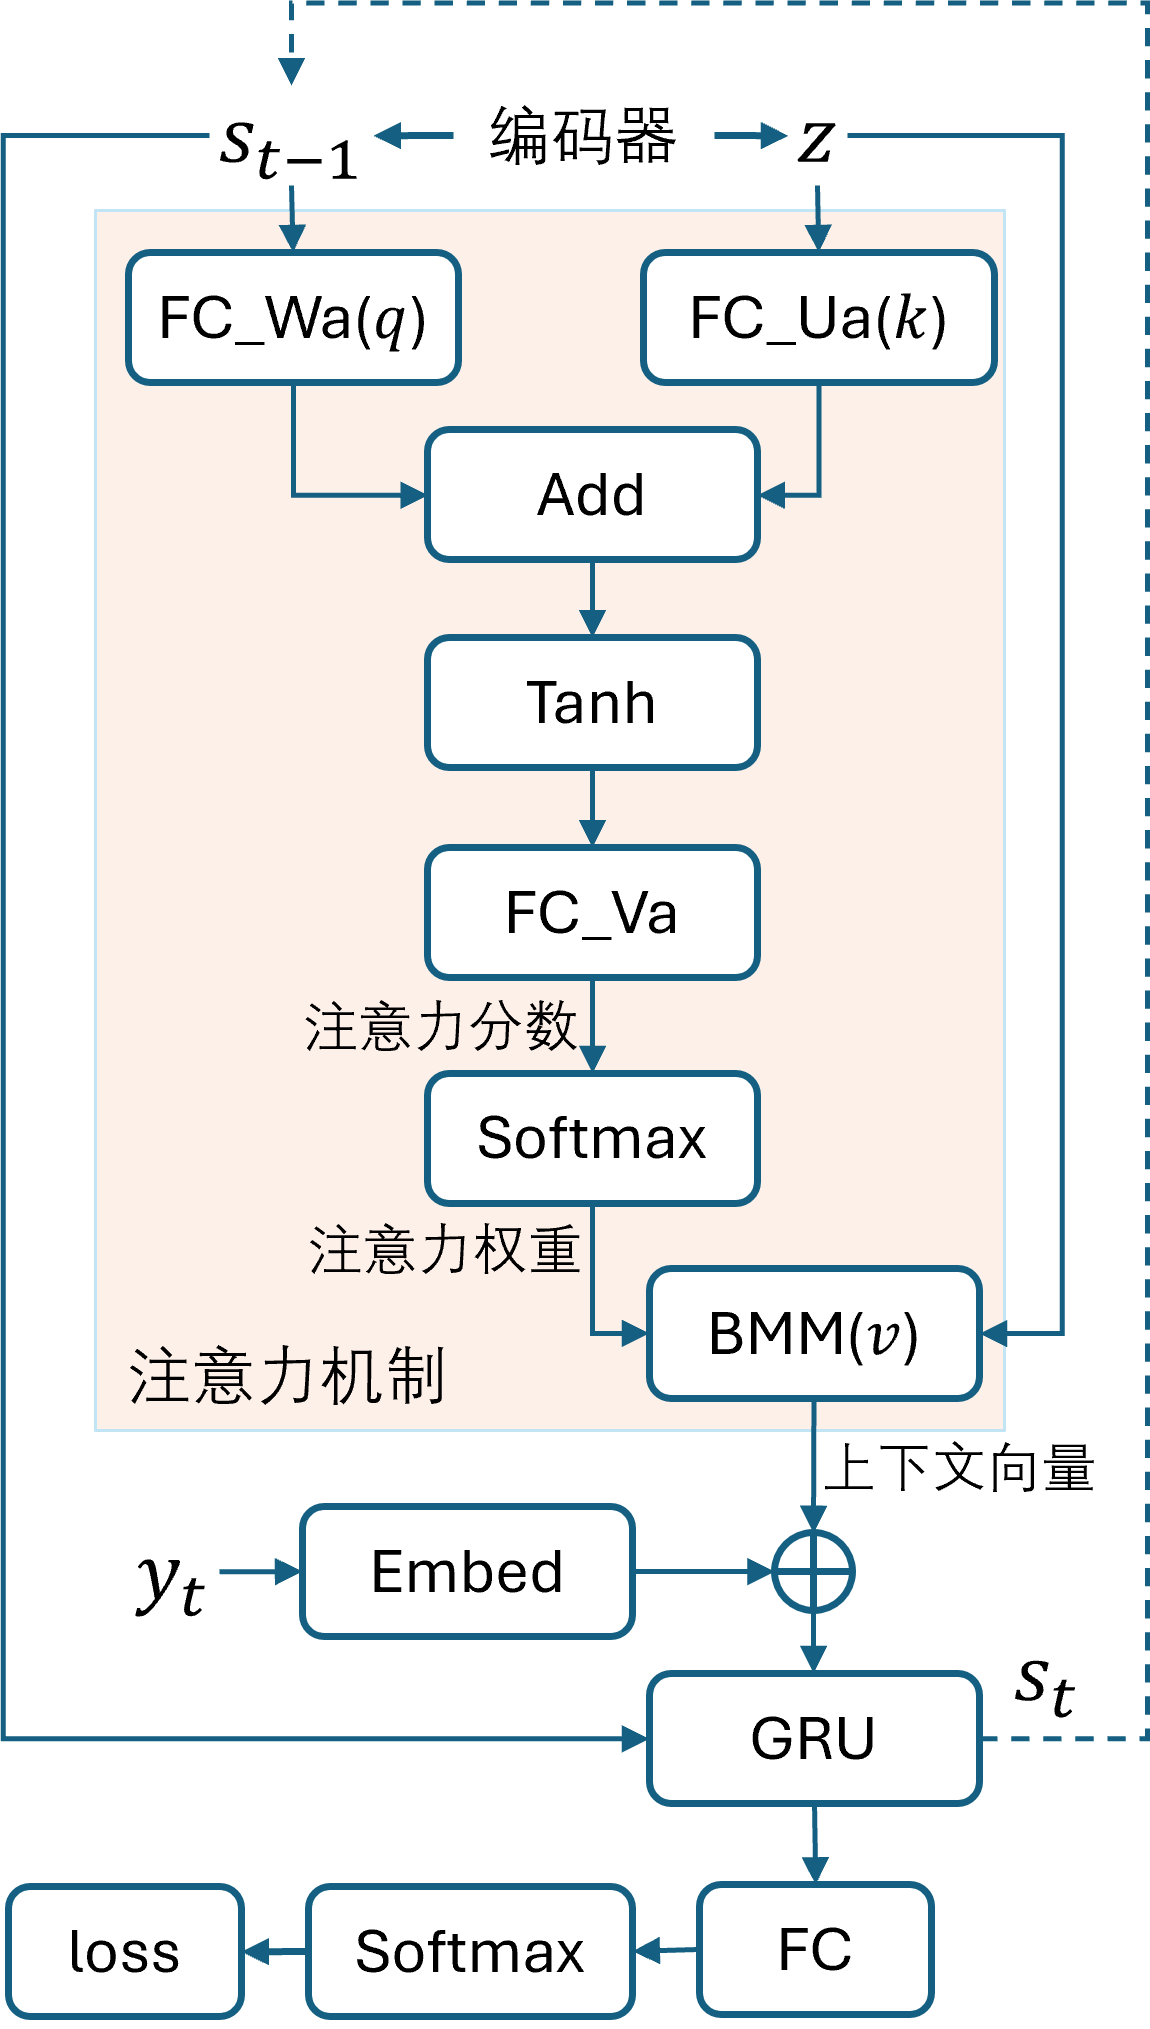 s_{t−1} 编码器 z
FC_Wa(q) FC_Ua(k)
Add
Tanh
FC_Va
注意力分数
Softmax
注意力权重
BMM(v)
注意力机制
上下文向量
y_t Embed
s_t
GRU
loss Softmax FC